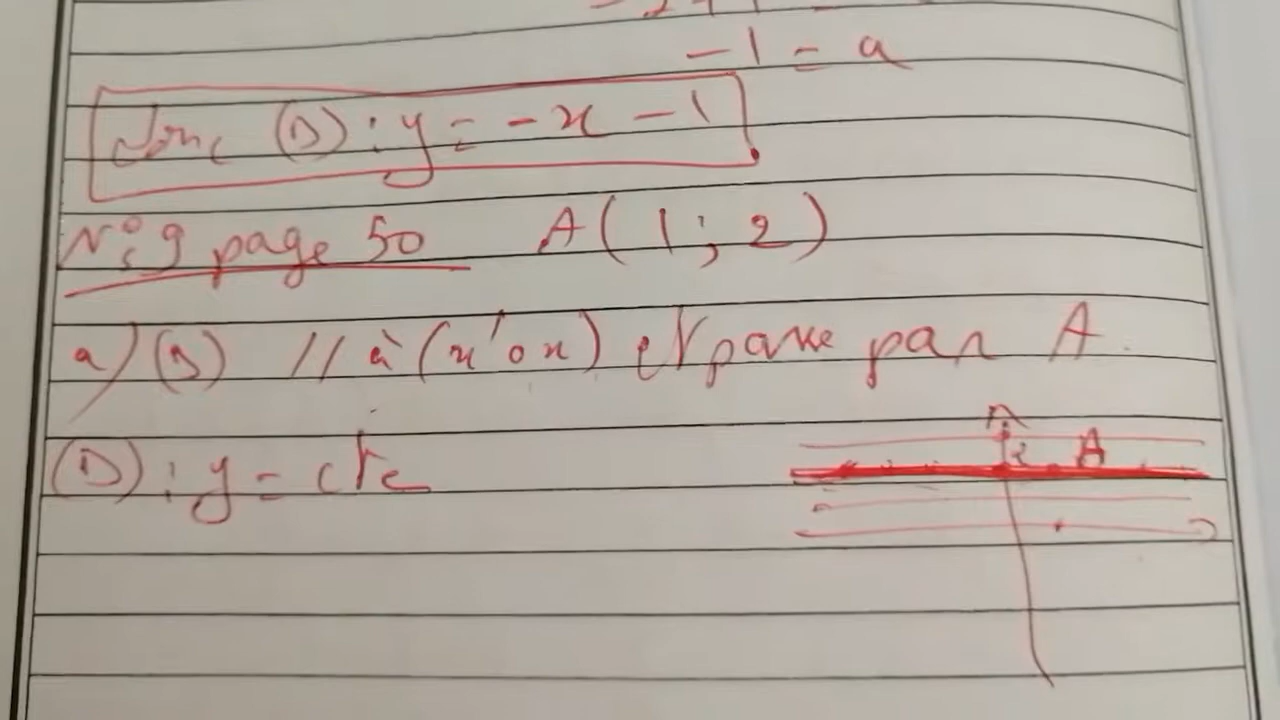 -1 = a
Donc (D) : y = -x - 1
N°s 9 page 50 A(1 ; 2)
a) (D) // à (x'ox) et passe par A.
(D) : y = cte
2 A